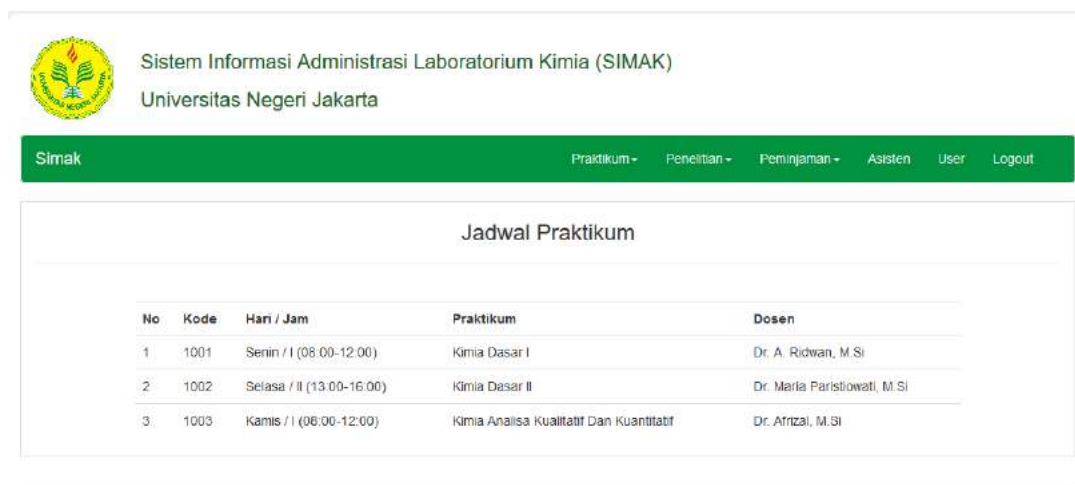 Sistem Informasi Administrasi Laboratorium Kimia (SIMAK)
Universitas Negeri Jakarta
Simak Praktikum Penelitian Peminjaman Asisten User Logout
Jadwal Praktikum
No Kode Hari / Jam Praktikum Dosen
1 1001 Senin / I (08:00-12:00) Kimia Dasar I Dr. A. Ridwan, M.Si
2 1002 Selasa / II (13:00-16:00) Kimia Dasar II Dr. Maria Paristiowati, M.Si
3 1003 Kamis / I (08:00-12:00) Kimia Analisa Kualitatif Dan Kuantitatif Dr. Afrizal, M.Si